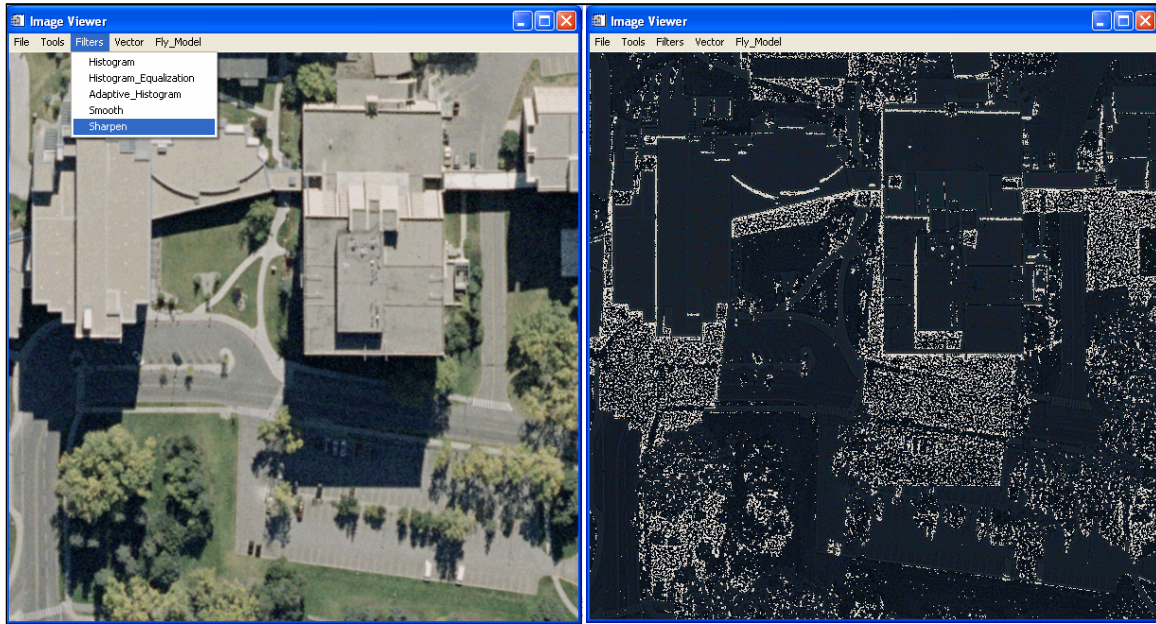 Image Viewer
File Tools Filters Vector Fly_Model
Histogram
Histogram_Equalization
Adaptive_Histogram
Smooth
Sharpen
Image Viewer
File Tools Filters Vector Fly_Model